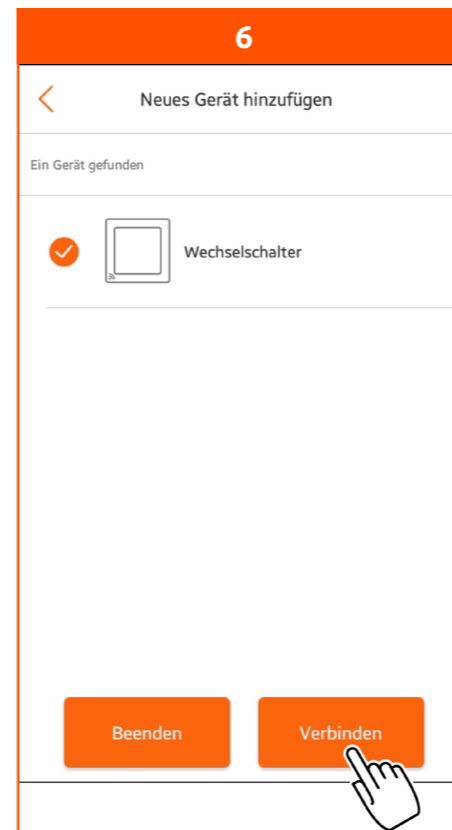 6
Neues Gerät hinzufügen
Ein Gerät gefunden
Wechselschalter
Beenden
Verbinden